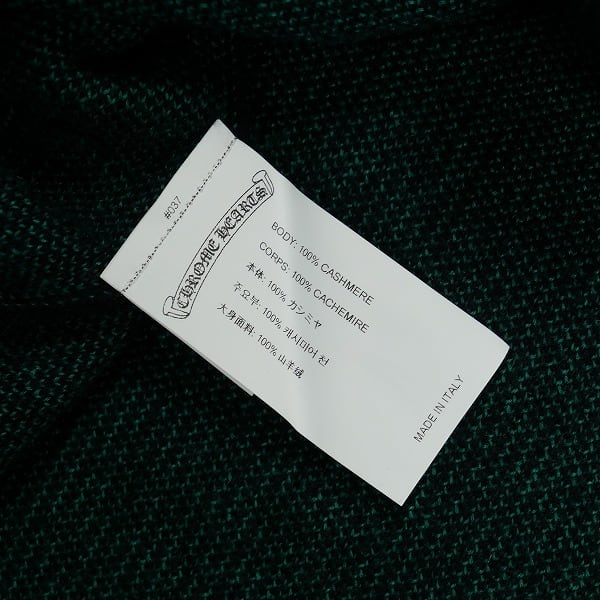 #037
CHROME HEARTS
BODY: 100% CASHMERE
CORPS: 100% CACHEMIRE
本体: 100% カシミヤ
주요부: 100% 캐시미어 천
大身面料: 100% 山羊绒
MADE IN ITALY